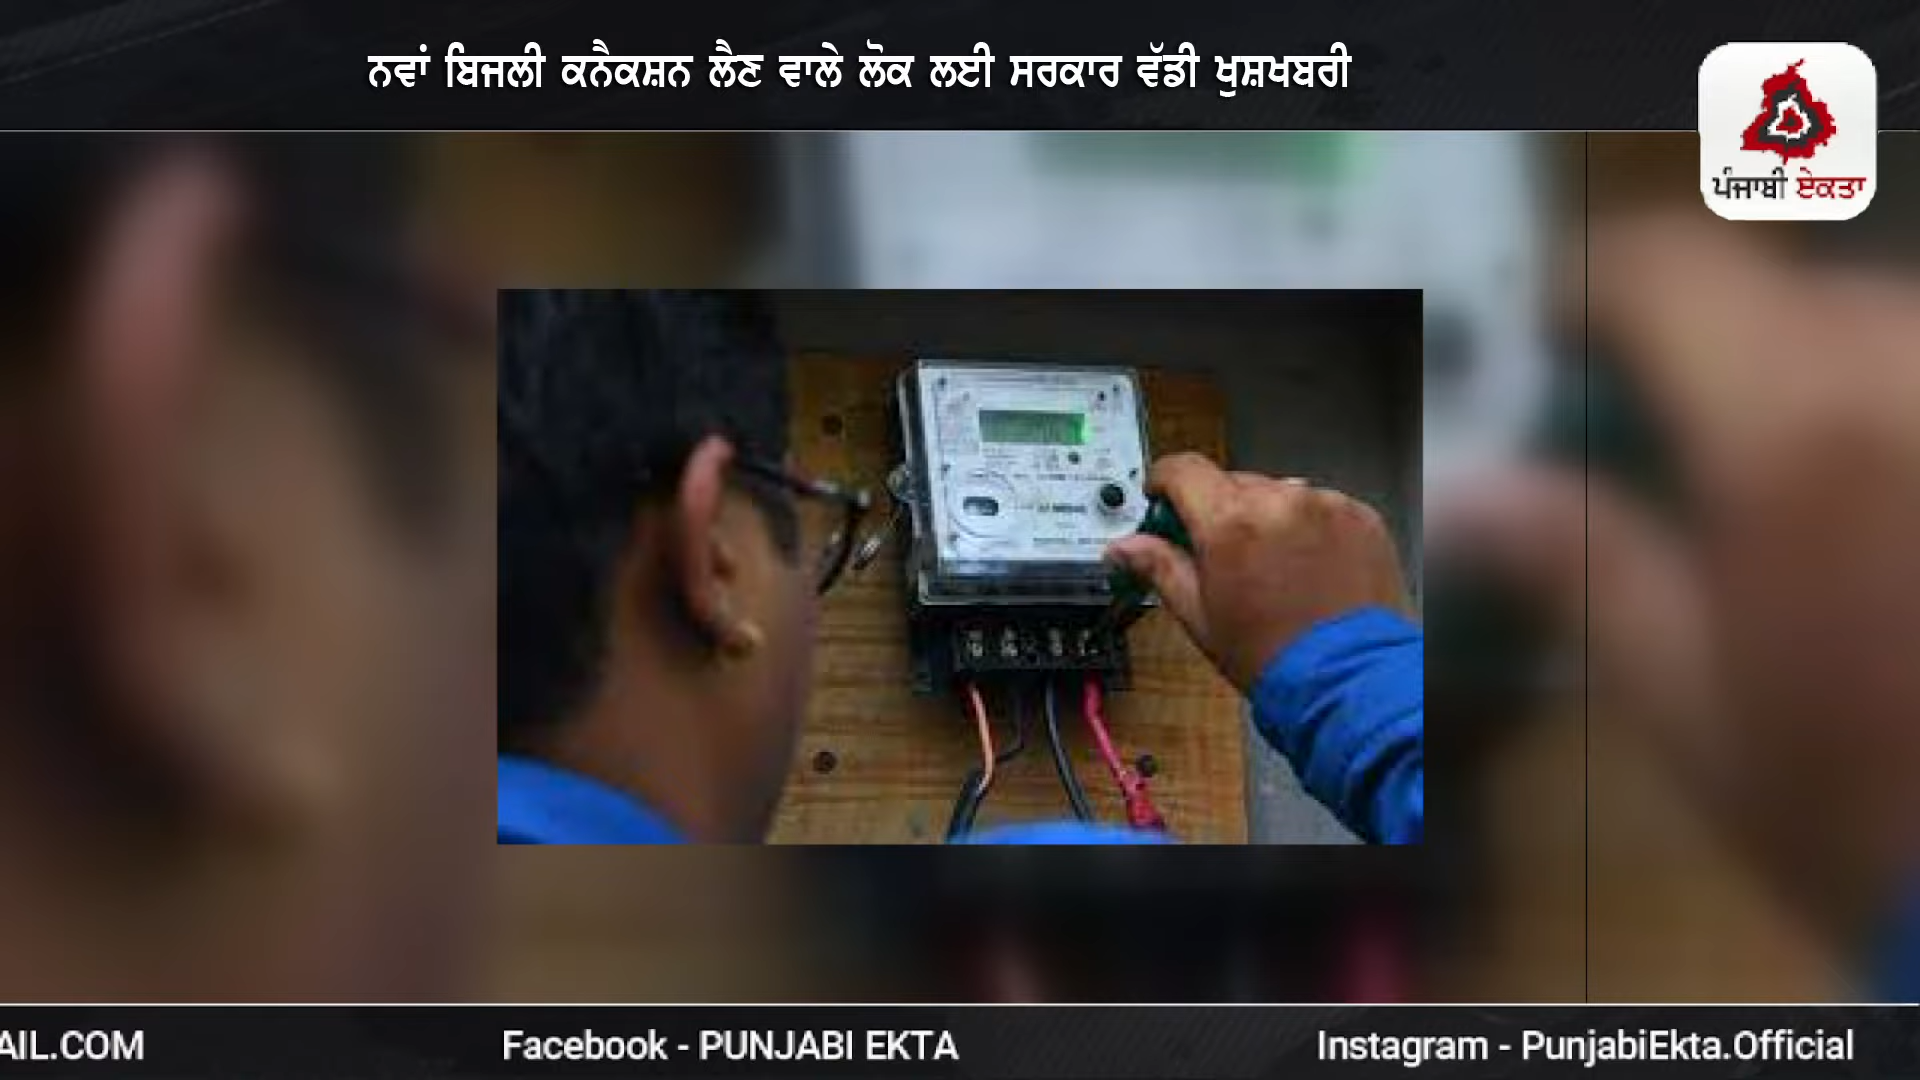 ਨਵਾਂ ਬਿਜਲੀ ਕਨੈਕਸ਼ਨ ਲੈਣ ਵਾਲੇ ਲੋਕ ਲਈ ਸਰਕਾਰ ਵੱਡੀ ਖੁਸ਼ਖਬਰੀ
ਪੰਜਾਬੀ ਏਕਤਾ
AIL.COM Facebook - PUNJABI EKTA Instagram - PunjabiEkta.Official